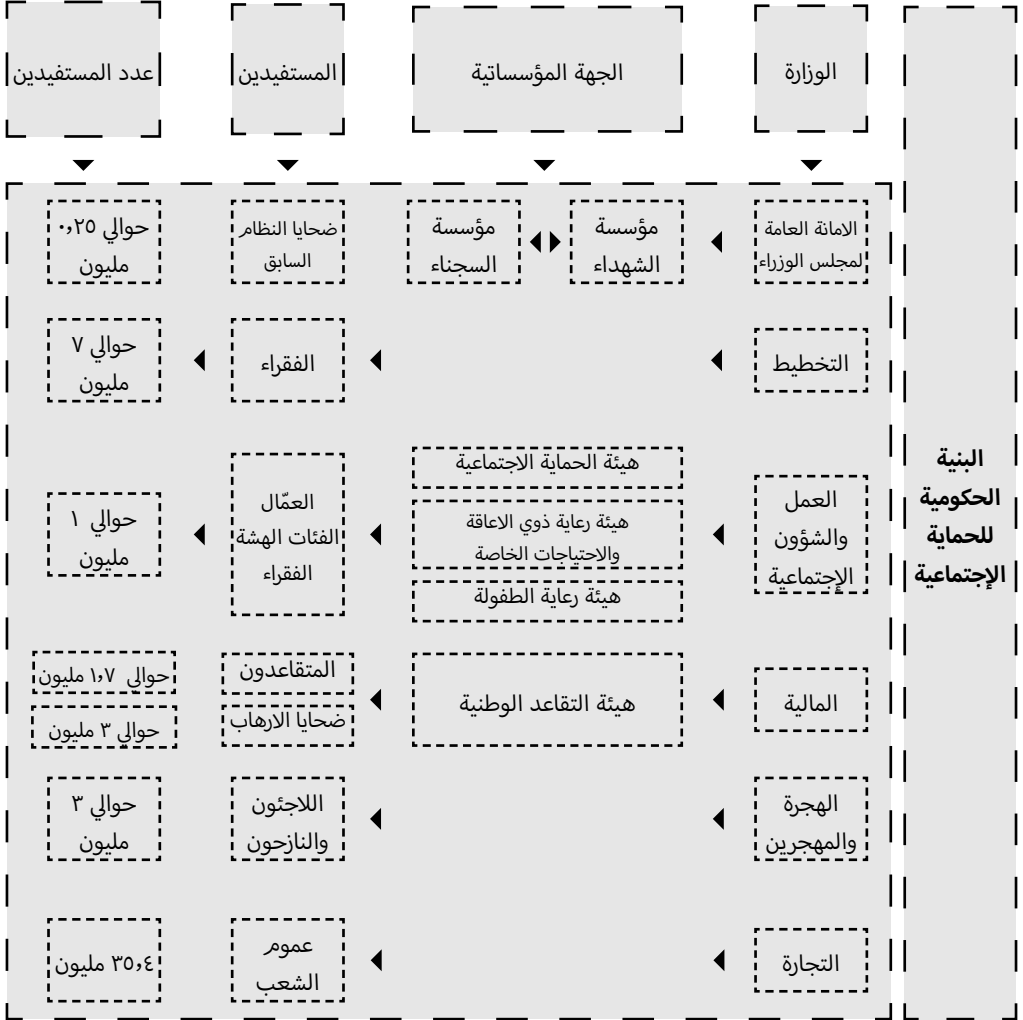 الوزارة
الجهة المؤسساتية
المستفيدين
عدد المستفيدين
البنية
الحكومية
للحماية
الإجتماعية
الامانة العامة
لمجلس الوزراء
مؤسسة
الشهداء
مؤسسة
السجناء
ضحايا النظام
السابق
حوالي ٠,٢٥
مليون
التخطيط
الفقراء
حوالي ٧
مليون
العمل
والشؤون
الإجتماعية
هيئة الحماية الاجتماعية
هيئة رعاية ذوي الاعاقة
والاحتياجات الخاصة
هيئة رعاية الطفولة
العمّال
الفئات الهشة
الفقراء
حوالي ١
مليون
المالية
هيئة التقاعد الوطنية
المتقاعدون
ضحايا الارهاب
حوالي ١,٧ مليون
حوالي ٣ مليون
الهجرة
والمهجرين
اللاجئون
والنازحون
حوالي ٣
مليون
التجارة
عموم
الشعب
٣٥,٤ مليون